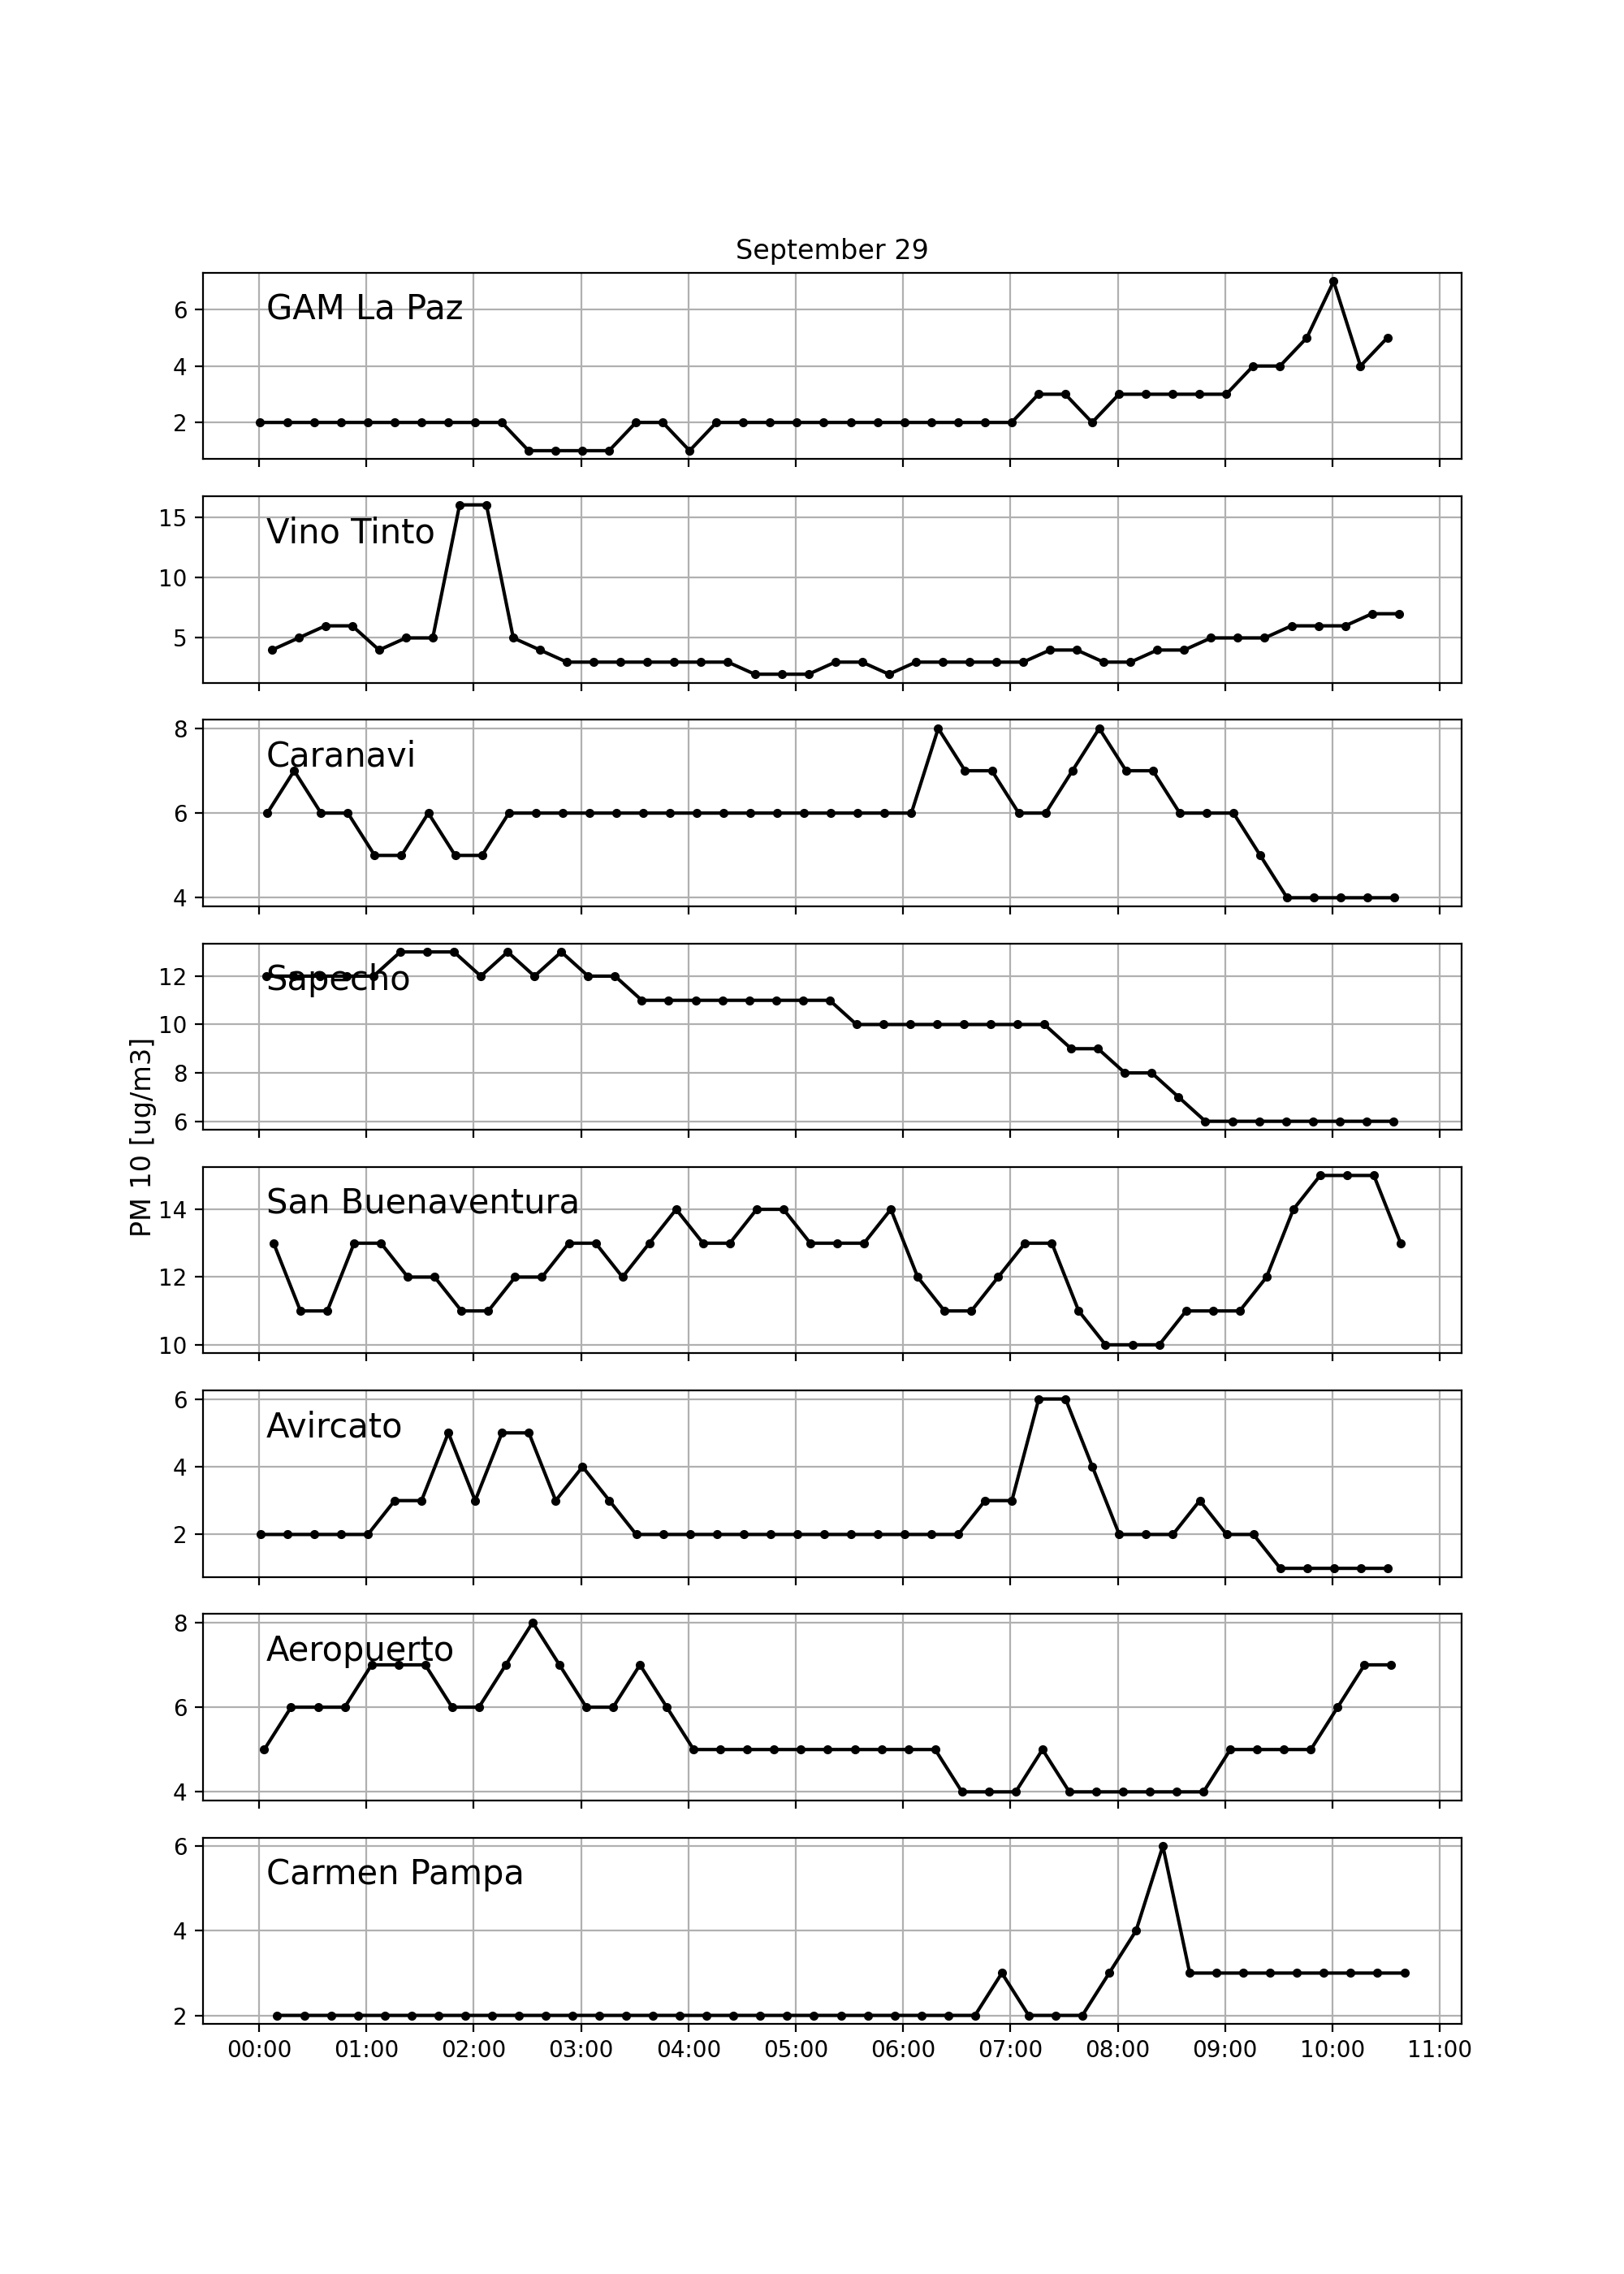 September 29
GAM La Paz
6
4
2
Vino Tinto
15
10
5
Caranavi
8
6
4
Sapecho
12
10
8
6
PM 10 [ug/m3]
San Buenaventura
14
12
10
Avircato
6
4
2
Aeropuerto
8
6
4
Carmen Pampa
6
4
2
00:00 01:00 02:00 03:00 04:00 05:00 06:00 07:00 08:00 09:00 10:00 11:00